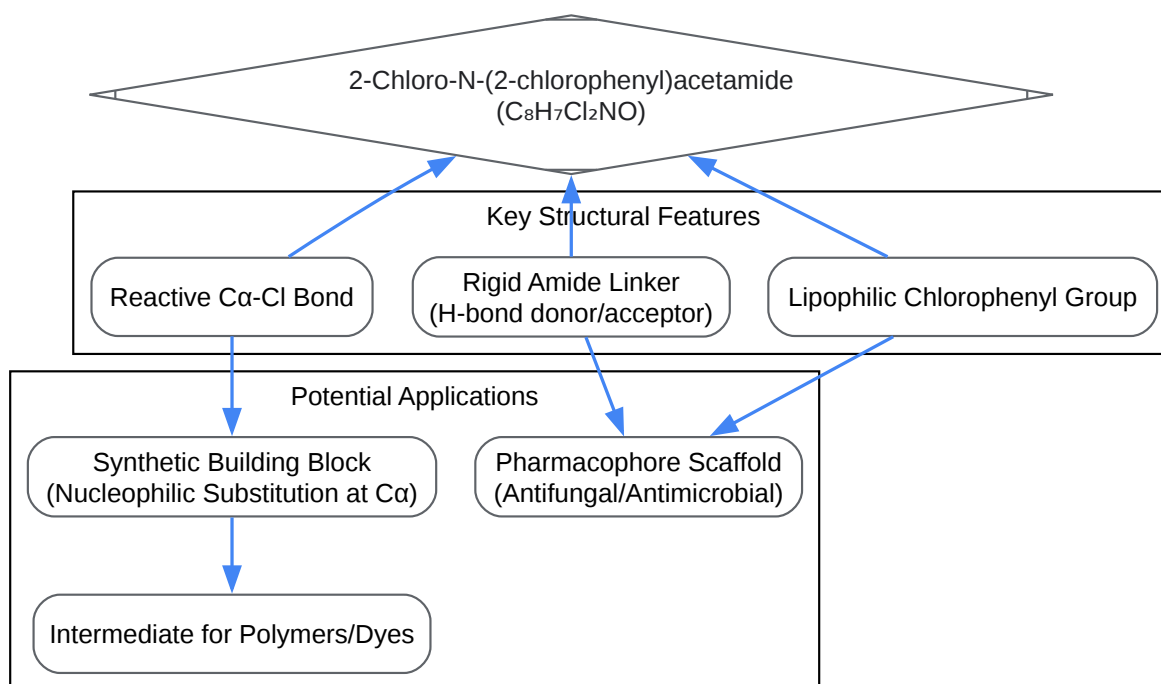 2-Chloro-N-(2-chlorophenyl)acetamide
(C₈H₇Cl₂NO)
Key Structural Features
Reactive Cα-Cl Bond
Rigid Amide Linker
(H-bond donor/acceptor)
Lipophilic Chlorophenyl Group
Potential Applications
Synthetic Building Block
(Nucleophilic Substitution at Cα)
Pharmacophore Scaffold
(Antifungal/Antimicrobial)
Intermediate for Polymers/Dyes